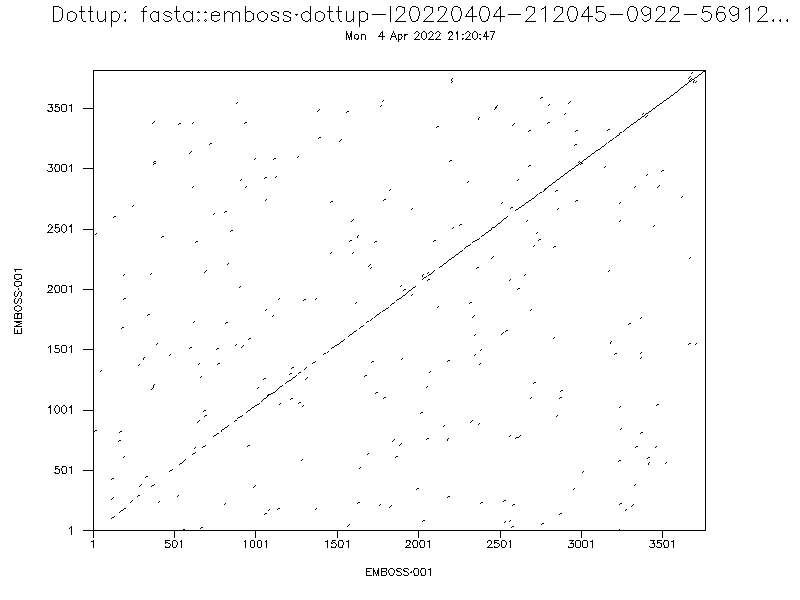 Dottup: fasta::emboss-dottup-I20220404-212045-0922-56912...
Mon 4 Apr 2022 21:20:47
3501
3001
2501
2001
1501
1001
501
1
EMBOSS-001
1 501 1001 1501 2001 2501 3001 3501
EMBOSS-001